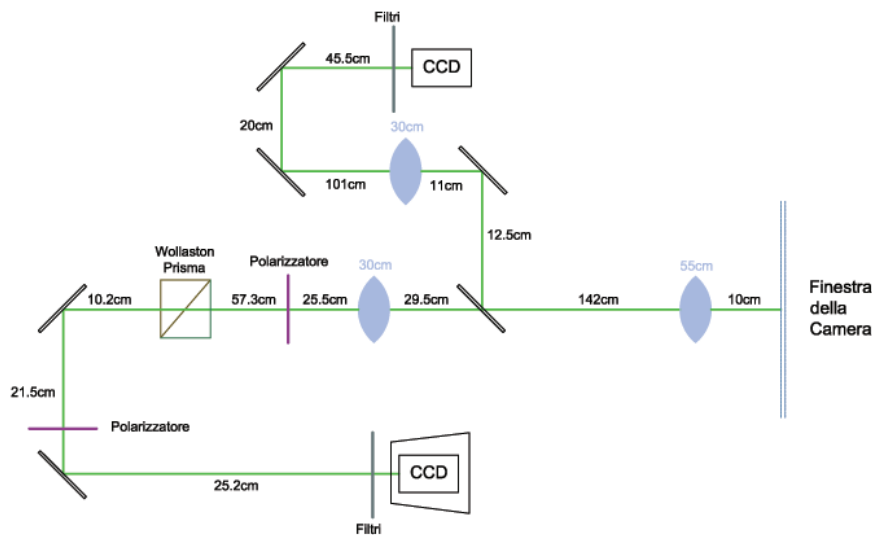 Filtri
45.5cm
CCD
20cm
30cm
101cm
11cm
12.5cm
Wollaston
Prisma
Polarizzatore
30cm
55cm
10.2cm
57.3cm
25.5cm
29.5cm
142cm
10cm
Finestra
della
Camera
21.5cm
Polarizzatore
CCD
25.2cm
Filtri